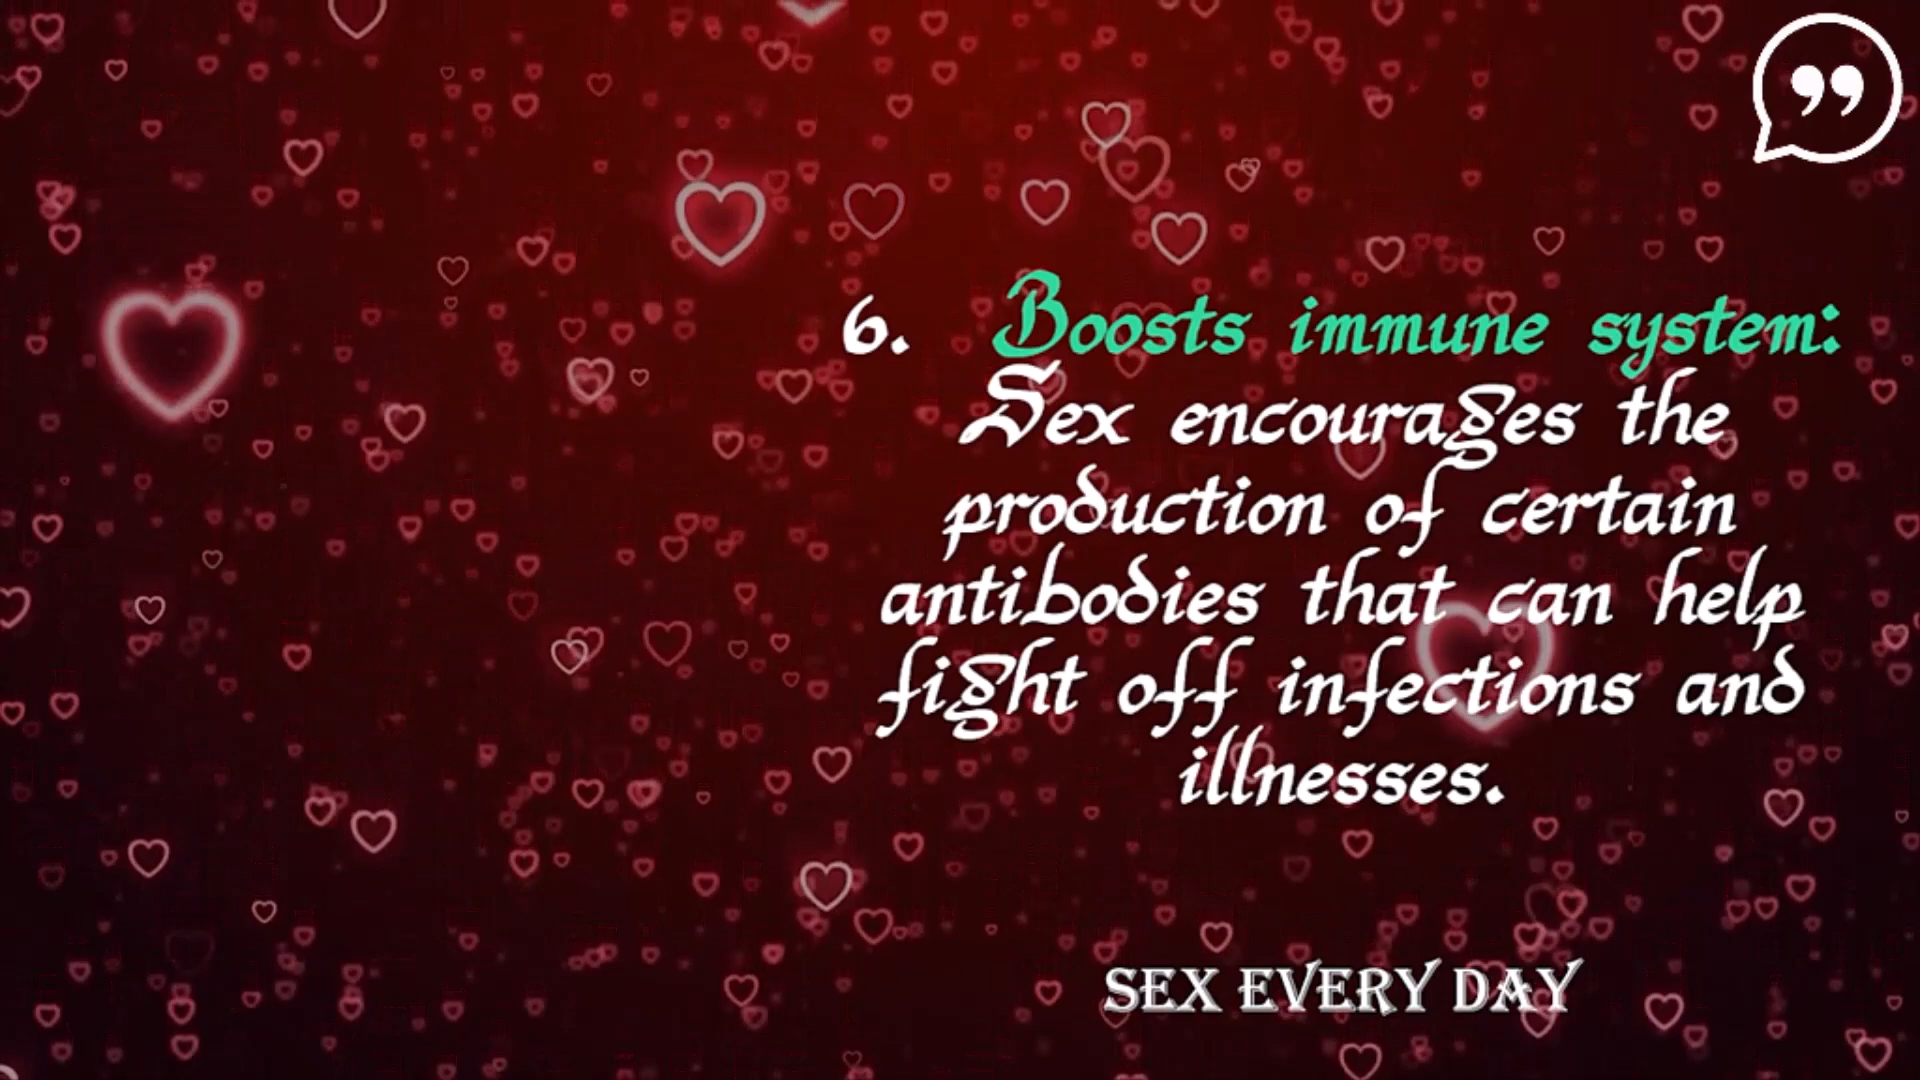 6. Boosts immune system:
Sex encourages the
production of certain
antibodies that can help
fight off infections and
illnesses.
SEX EVERY DAY